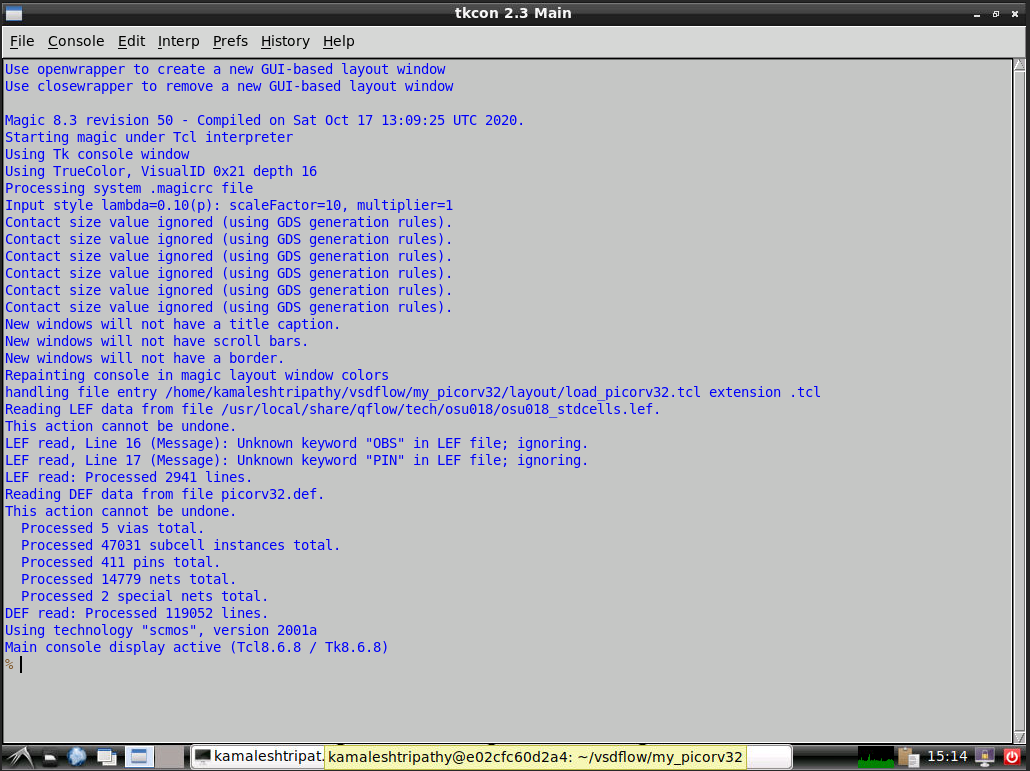 tkcon 2.3 Main
File Console Edit Interp Prefs History Help
Use openwrapper to create a new GUI-based layout window
Use closewrapper to remove a new GUI-based layout window
Magic 8.3 revision 50 - Compiled on Sat Oct 17 13:09:25 UTC 2020.
Starting magic under Tcl interpreter
Using Tk console window
Using TrueColor, VisualID 0x21 depth 16
Processing system .magicrc file
Input style lambda=0.10(p): scaleFactor=10, multiplier=1
Contact size value ignored (using GDS generation rules).
Contact size value ignored (using GDS generation rules).
Contact size value ignored (using GDS generation rules).
Contact size value ignored (using GDS generation rules).
Contact size value ignored (using GDS generation rules).
Contact size value ignored (using GDS generation rules).
New windows will not have a title caption.
New windows will not have scroll bars.
New windows will not have a border.
Repainting console in magic layout window colors
handling file entry /home/kamaleshtripathy/vsdflow/my_picorv32/layout/load_picorv32.tcl extension .tcl
Reading LEF data from file /usr/local/share/qflow/tech/osu018/osu018_stdcells.lef.
This action cannot be undone.
LEF read, Line 16 (Message): Unknown keyword "OBS" in LEF file; ignoring.
LEF read, Line 17 (Message): Unknown keyword "PIN" in LEF file; ignoring.
LEF read: Processed 2941 lines.
Reading DEF data from file picorv32.def.
This action cannot be undone.
  Processed 5 vias total.
  Processed 47031 subcell instances total.
  Processed 411 pins total.
  Processed 14779 nets total.
  Processed 2 special nets total.
DEF read: Processed 119052 lines.
Using technology "scmos", version 2001a
Main console display active (Tcl8.6.8 / Tk8.6.8)
%
kamaleshtripat. kamaleshtripathy@e02cfc60d2a4: ~/vsdflow/my_picorv32 15:14